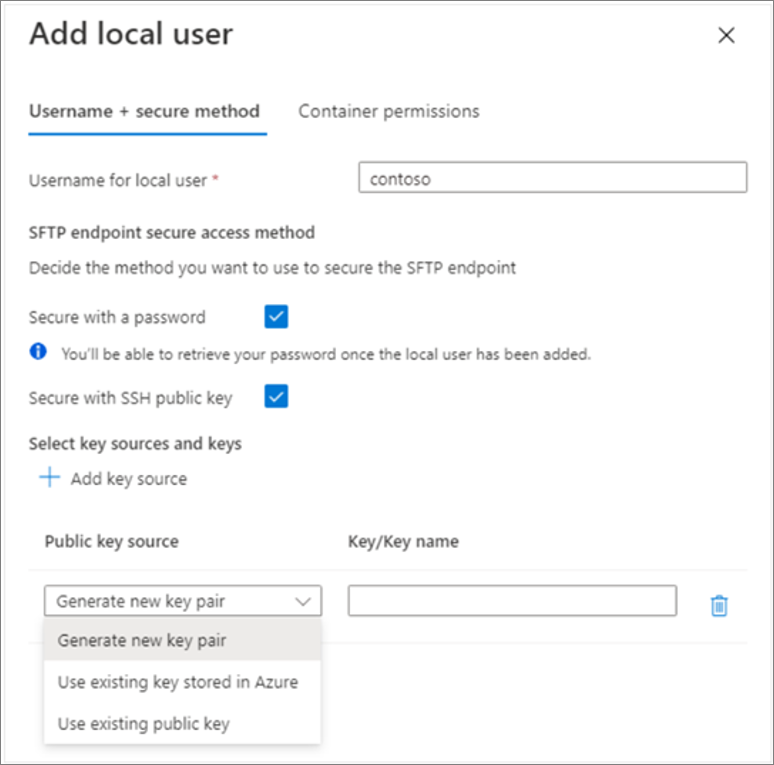 Add local user
Username + secure method
Container permissions
Username for local user *
contoso
SFTP endpoint secure access method
Decide the method you want to use to secure the SFTP endpoint
Secure with a password
You'll be able to retrieve your password once the local user has been added.
Secure with SSH public key
Select key sources and keys
Add key source
Public key source
Key/Key name
Generate new key pair
Generate new key pair
Use existing key stored in Azure
Use existing public key